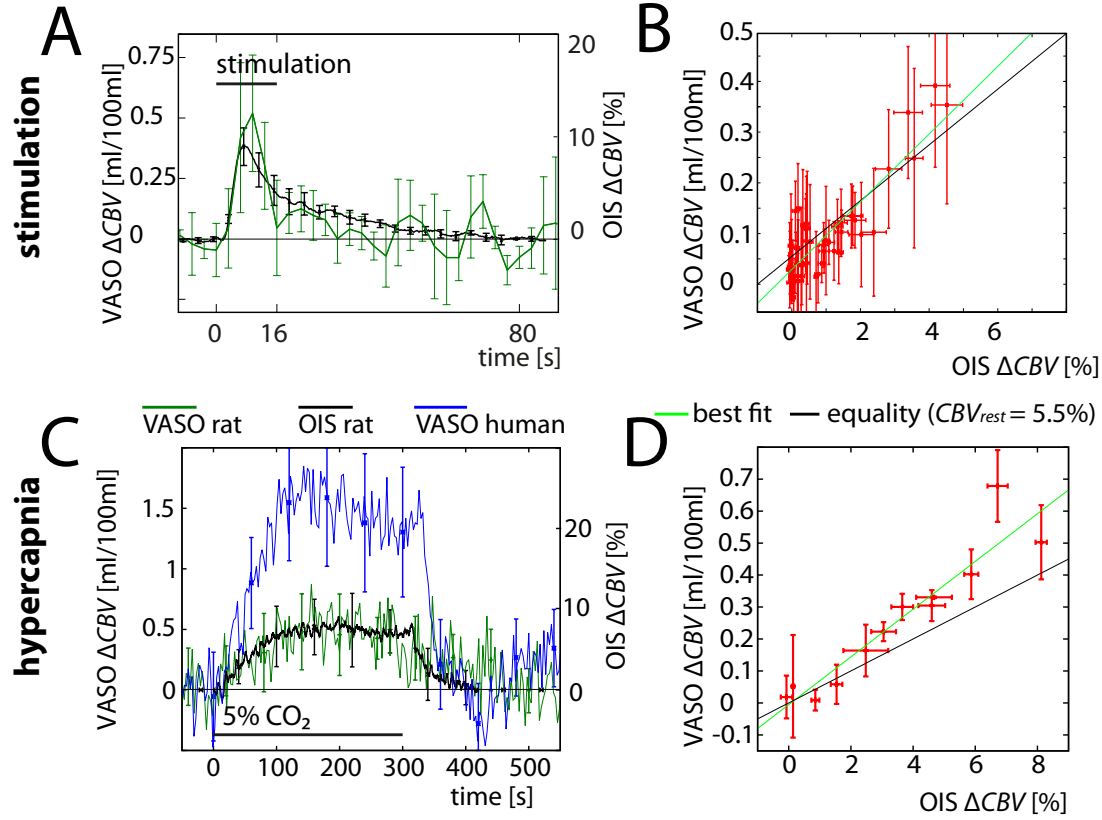 A
stimulation
VASO ΔCBV [ml/100ml]
0.75
0.5
0.25
0
stimulation
20
10
0
OIS ΔCBV [%]
0
16
80
time [s]
B
VASO ΔCBV [ml/100ml]
0.5
0.4
0.3
0.2
0.1
0
0
2
4
6
OIS ΔCBV [%]
VASO rat
OIS rat
VASO human
best fit
equality (CBVrest = 5.5%)
C
hypercapnia
VASO ΔCBV [ml/100ml]
1.5
1
0.5
0
5% CO₂
20
10
0
OIS ΔCBV [%]
0
100
200
300
400
500
time [s]
D
VASO ΔCBV [ml/100ml]
0.7
0.6
0.5
0.4
0.3
0.2
0.1
0
-0.1
0
2
4
6
8
OIS ΔCBV [%]